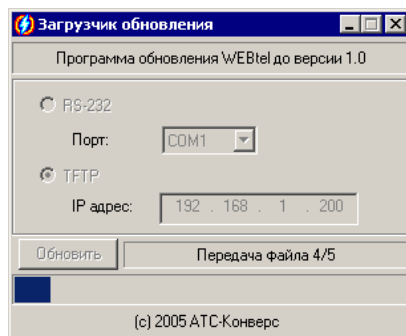 Загрузчик обновления
Программа обновления WEBtel до версии 1.0
RS-232
Порт: COM1
TFTP
IP адрес: 192 . 168 . 1 . 200
Обновить Передача файла 4/5
(c) 2005 АТС-Конверс